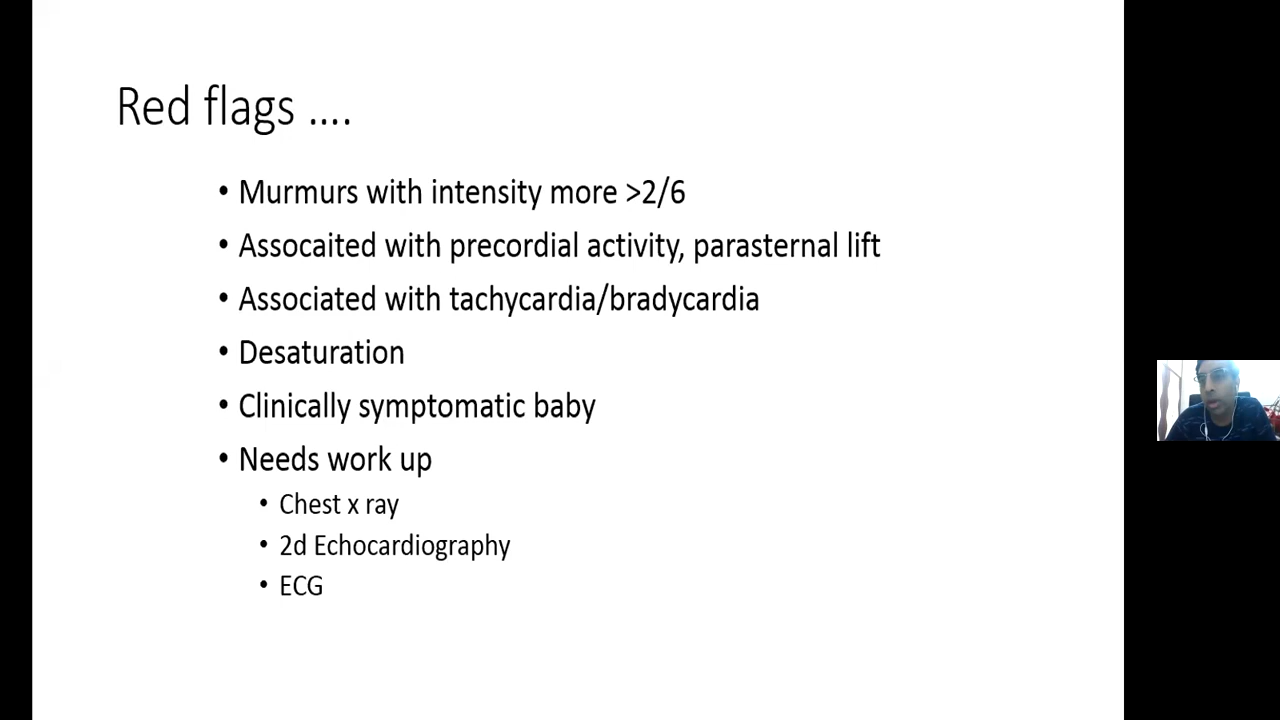 Red flags ....
• Murmurs with intensity more >2/6
• Assocaited with precordial activity, parasternal lift
• Associated with tachycardia/bradycardia
• Desaturation
• Clinically symptomatic baby
• Needs work up
• Chest x ray
• 2d Echocardiography
• ECG